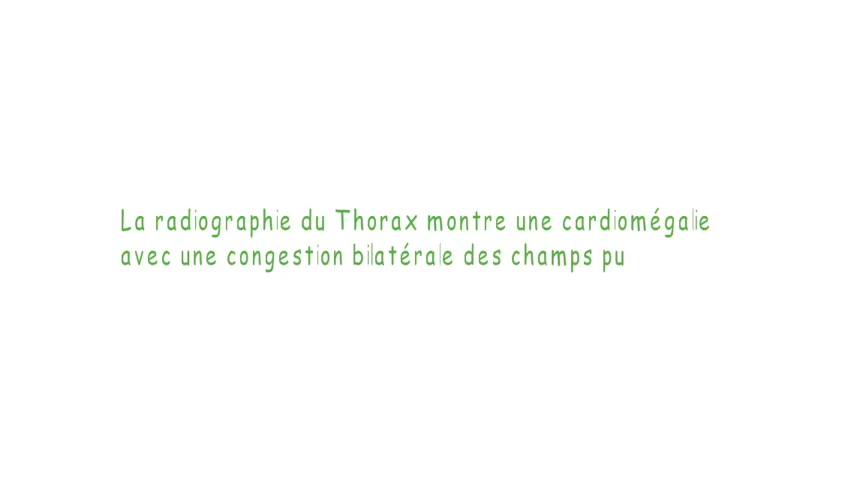 La radiographie du Thorax montre une cardiomégalie
avec une congestion bilatérale des champs pu